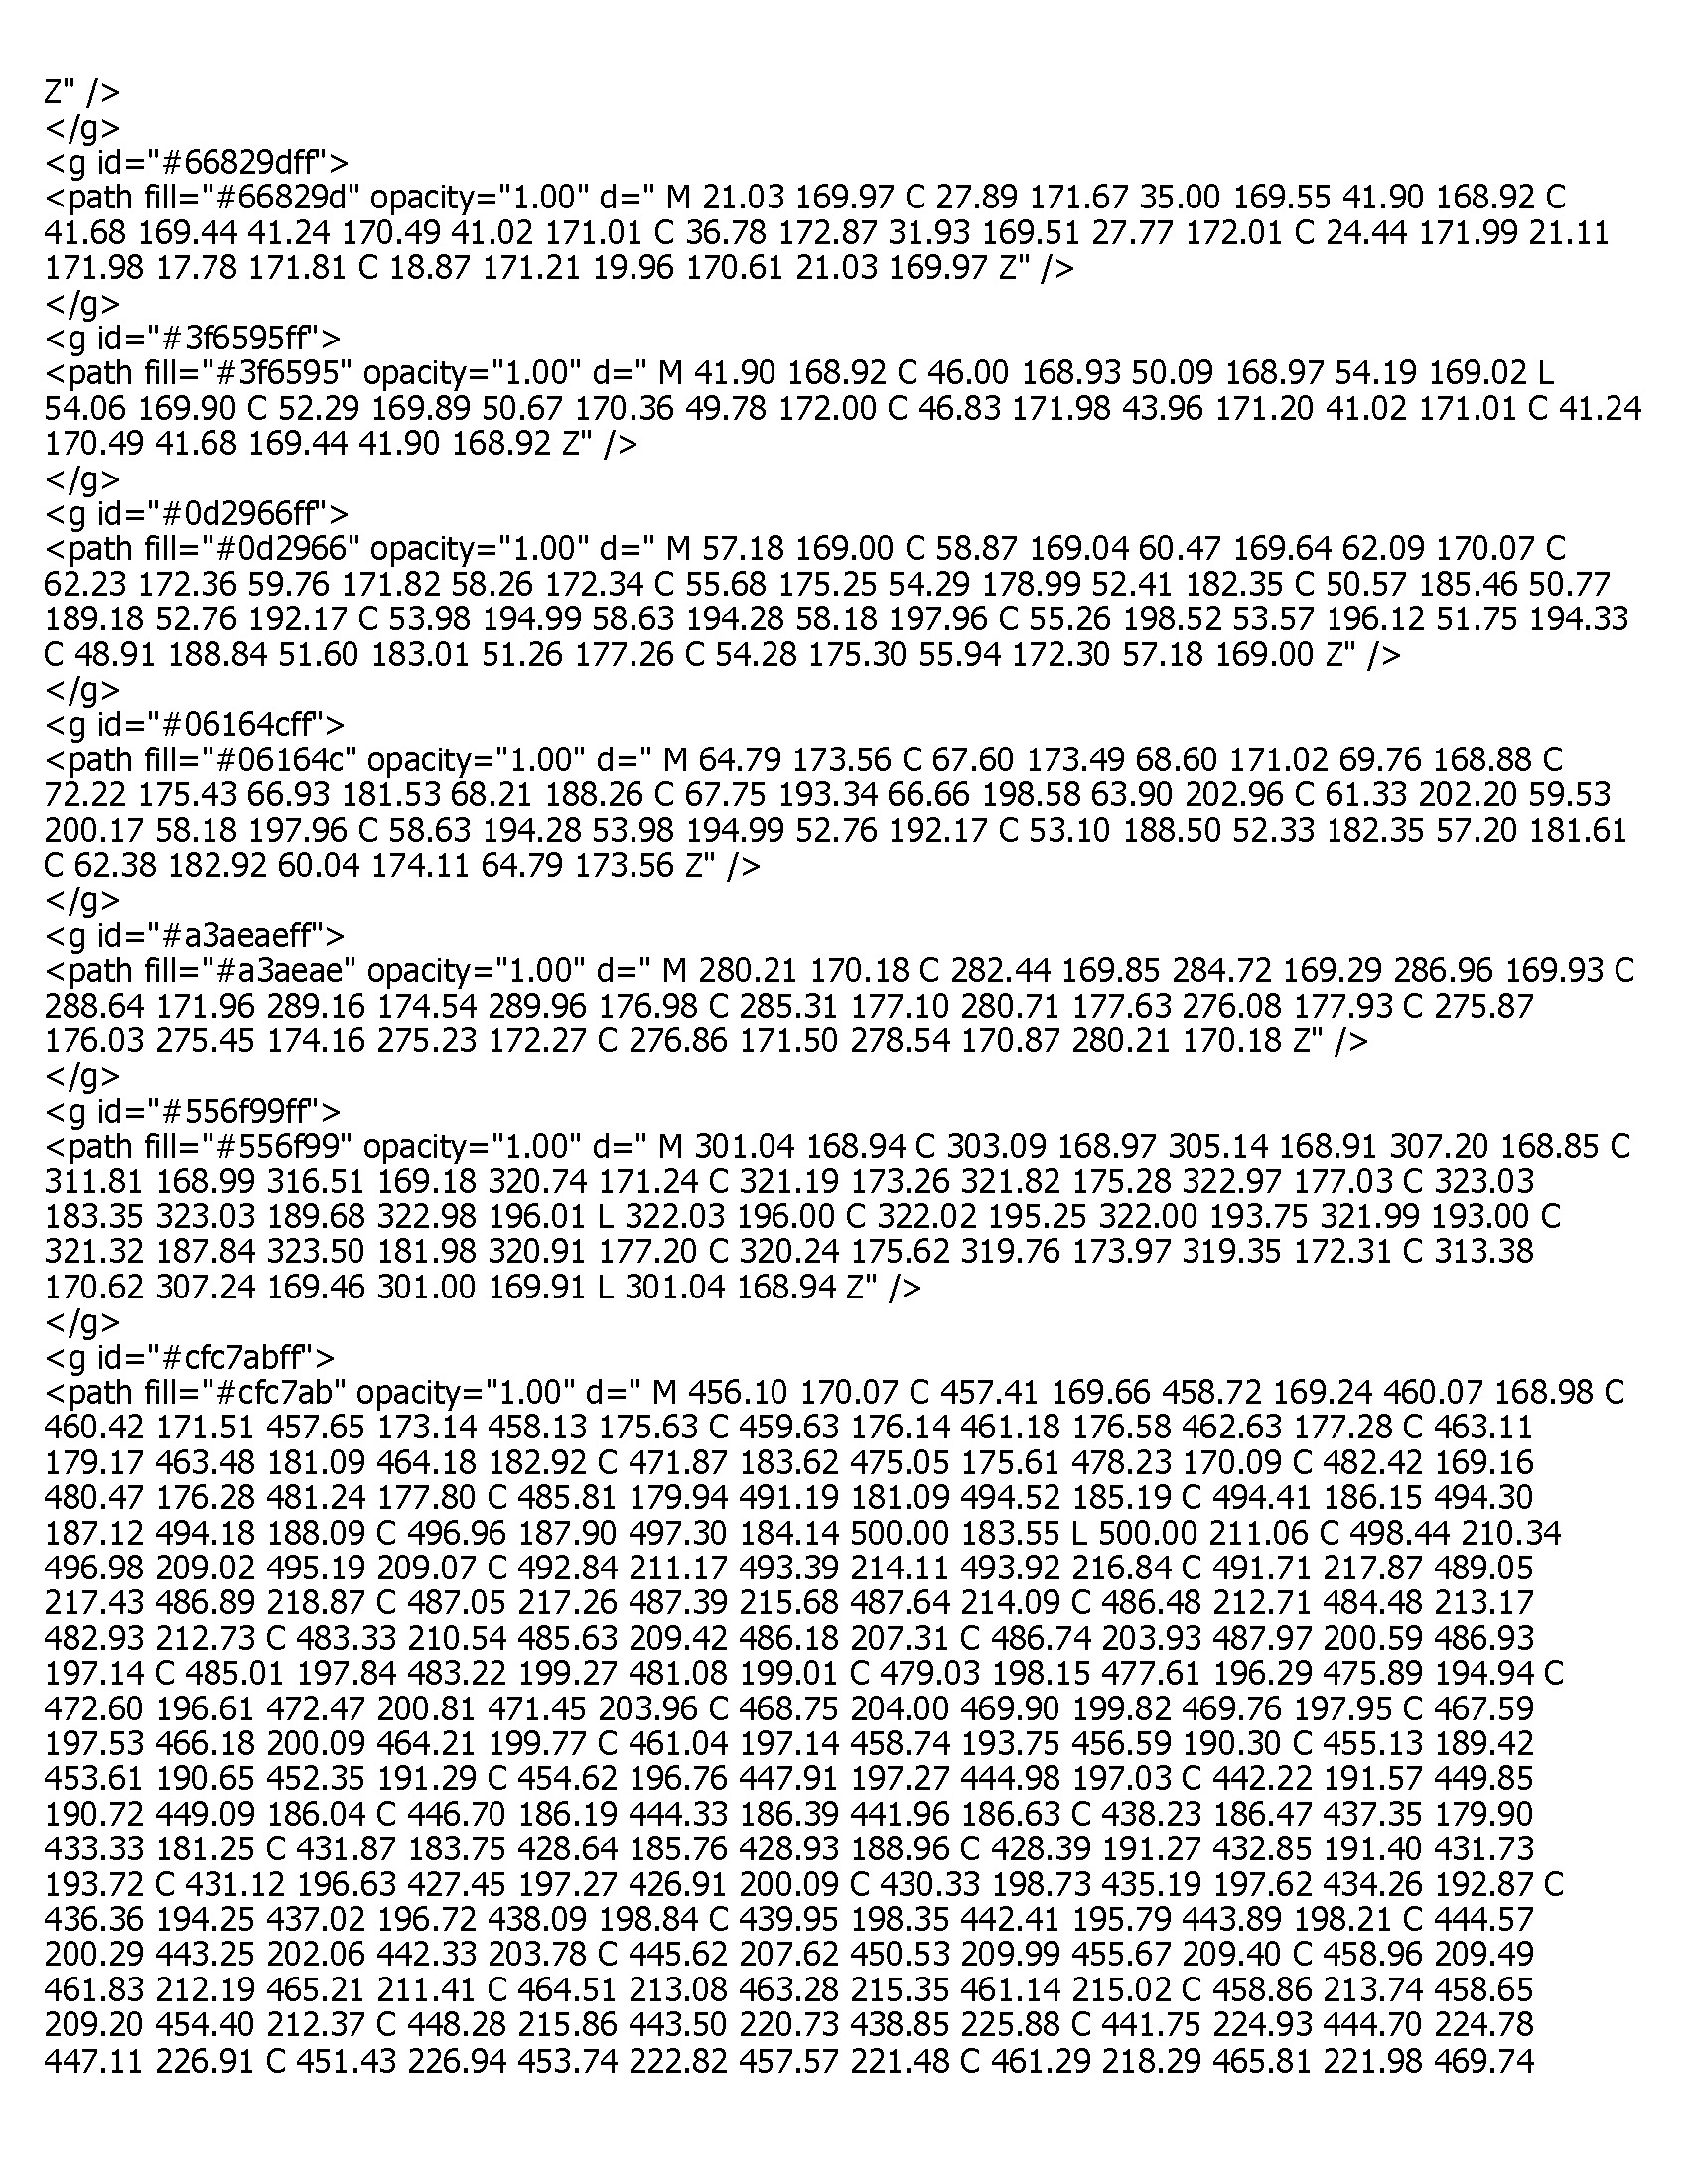 Z" />
</g>
<g id="#66829dff">
<path fill="#66829d" opacity="1.00" d=" M 21.03 169.97 C 27.89 171.67 35.00 169.55 41.90 168.92 C
41.68 169.44 41.24 170.49 41.02 171.01 C 36.78 172.87 31.93 169.51 27.77 172.01 C 24.44 171.99 21.11
171.98 17.78 171.81 C 18.87 171.21 19.96 170.61 21.03 169.97 Z" />
</g>
<g id="#3f6595ff">
<path fill="#3f6595" opacity="1.00" d=" M 41.90 168.92 C 46.00 168.93 50.09 168.97 54.19 169.02 L
54.06 169.90 C 52.29 169.89 50.67 170.36 49.78 172.00 C 46.83 171.98 43.96 171.20 41.02 171.01 C 41.24
170.49 41.68 169.44 41.90 168.92 Z" />
</g>
<g id="#0d2966ff">
<path fill="#0d2966" opacity="1.00" d=" M 57.18 169.00 C 58.87 169.04 60.47 169.64 62.09 170.07 C
62.23 172.36 59.76 171.82 58.26 172.34 C 55.68 175.25 54.29 178.99 52.41 182.35 C 50.57 185.46 50.77
189.18 52.76 192.17 C 53.98 194.99 58.63 194.28 58.18 197.96 C 55.26 198.52 53.57 196.12 51.75 194.33
C 48.91 188.84 51.60 183.01 51.26 177.26 C 54.28 175.30 55.94 172.30 57.18 169.00 Z" />
</g>
<g id="#06164cff">
<path fill="#06164c" opacity="1.00" d=" M 64.79 173.56 C 67.60 173.49 68.60 171.02 69.76 168.88 C
72.22 175.43 66.93 181.53 68.21 188.26 C 67.75 193.34 66.66 198.58 63.90 202.96 C 61.33 202.20 59.53
200.17 58.18 197.96 C 58.63 194.28 53.98 194.99 52.76 192.17 C 53.10 188.50 52.33 182.35 57.20 181.61
C 62.38 182.92 60.04 174.11 64.79 173.56 Z" />
</g>
<g id="#a3aeaeff">
<path fill="#a3aeae" opacity="1.00" d=" M 280.21 170.18 C 282.44 169.85 284.72 169.29 286.96 169.93 C
288.64 171.96 289.16 174.54 289.96 176.98 C 285.31 177.10 280.71 177.63 276.08 177.93 C 275.87
176.03 275.45 174.16 275.23 172.27 C 276.86 171.50 278.54 170.87 280.21 170.18 Z" />
</g>
<g id="#556f99ff">
<path fill="#556f99" opacity="1.00" d=" M 301.04 168.94 C 303.09 168.97 305.14 168.91 307.20 168.85 C
311.81 168.99 316.51 169.18 320.74 171.24 C 321.19 173.26 321.82 175.28 322.97 177.03 C 323.03
183.35 323.03 189.68 322.98 196.01 L 322.03 196.00 C 322.02 195.25 322.00 193.75 321.99 193.00 C
321.32 187.84 323.50 181.98 320.91 177.20 C 320.24 175.62 319.76 173.97 319.35 172.31 C 313.38
170.62 307.24 169.46 301.00 169.91 L 301.04 168.94 Z" />
</g>
<g id="#cfc7abff">
<path fill="#cfc7ab" opacity="1.00" d=" M 456.10 170.07 C 457.41 169.66 458.72 169.24 460.07 168.98 C
460.42 171.51 457.65 173.14 458.13 175.63 C 459.63 176.14 461.18 176.58 462.63 177.28 C 463.11
179.17 463.48 181.09 464.18 182.92 C 471.87 183.62 475.05 175.61 478.23 170.09 C 482.42 169.16
480.47 176.28 481.24 177.80 C 485.81 179.94 491.19 181.09 494.52 185.19 C 494.41 186.15 494.30
187.12 494.18 188.09 C 496.96 187.90 497.30 184.14 500.00 183.55 L 500.00 211.06 C 498.44 210.34
496.98 209.02 495.19 209.07 C 492.84 211.17 493.39 214.11 493.92 216.84 C 491.71 217.87 489.05
217.43 486.89 218.87 C 487.05 217.26 487.39 215.68 487.64 214.09 C 486.48 212.71 484.48 213.17
482.93 212.73 C 483.33 210.54 485.63 209.42 486.18 207.31 C 486.74 203.93 487.97 200.59 486.93
197.14 C 485.01 197.84 483.22 199.27 481.08 199.01 C 479.03 198.15 477.61 196.29 475.89 194.94 C
472.60 196.61 472.47 200.81 471.45 203.96 C 468.75 204.00 469.90 199.82 469.76 197.95 C 467.59
197.53 466.18 200.09 464.21 199.77 C 461.04 197.14 458.74 193.75 456.59 190.30 C 455.13 189.42
453.61 190.65 452.35 191.29 C 454.62 196.76 447.91 197.27 444.98 197.03 C 442.22 191.57 449.85
190.72 449.09 186.04 C 446.70 186.19 444.33 186.39 441.96 186.63 C 438.23 186.47 437.35 179.90
433.33 181.25 C 431.87 183.75 428.64 185.76 428.93 188.96 C 428.39 191.27 432.85 191.40 431.73
193.72 C 431.12 196.63 427.45 197.27 426.91 200.09 C 430.33 198.73 435.19 197.62 434.26 192.87 C
436.36 194.25 437.02 196.72 438.09 198.84 C 439.95 198.35 442.41 195.79 443.89 198.21 C 444.57
200.29 443.25 202.06 442.33 203.78 C 445.62 207.62 450.53 209.99 455.67 209.40 C 458.96 209.49
461.83 212.19 465.21 211.41 C 464.51 213.08 463.28 215.35 461.14 215.02 C 458.86 213.74 458.65
209.20 454.40 212.37 C 448.28 215.86 443.50 220.73 438.85 225.88 C 441.75 224.93 444.70 224.78
447.11 226.91 C 451.43 226.94 453.74 222.82 457.57 221.48 C 461.29 218.29 465.81 221.98 469.74